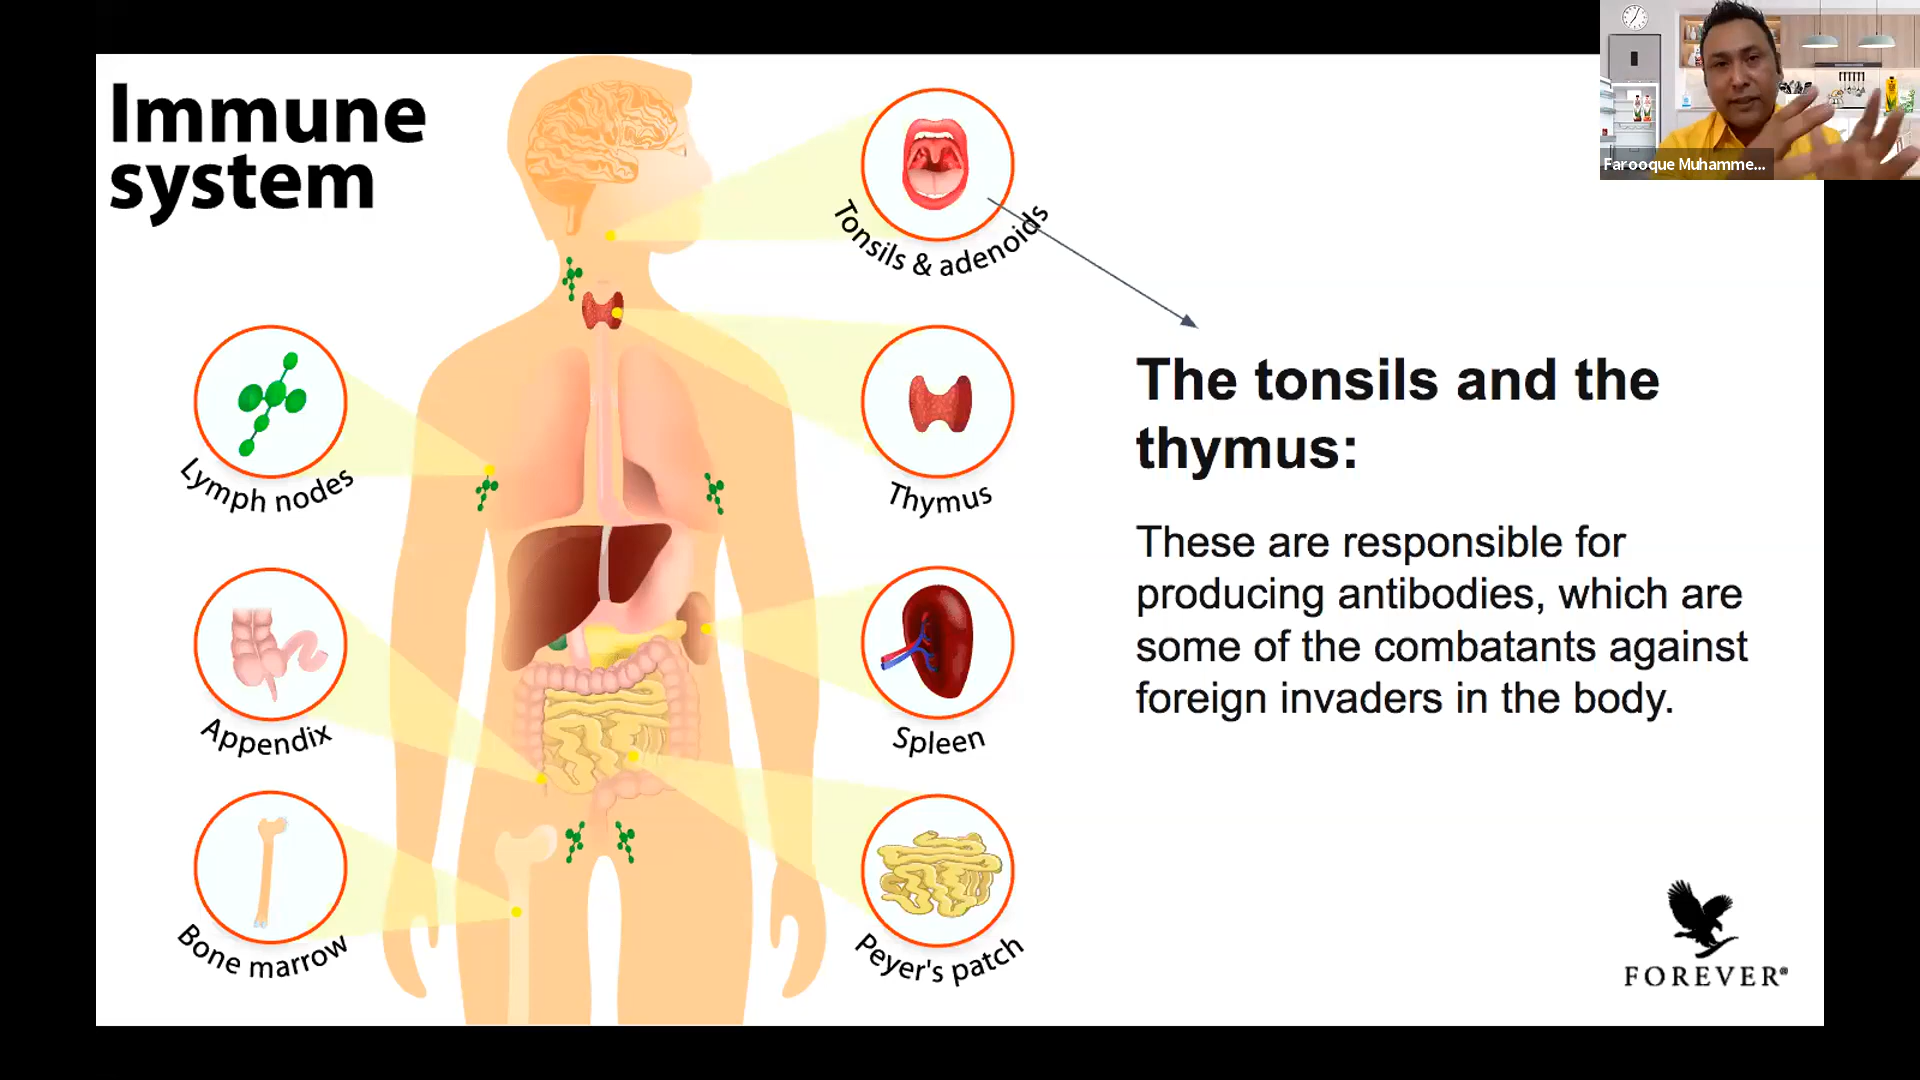 Immune
system
Tonsils & adenoids
Lymph nodes
Thymus
Appendix
Spleen
Bone marrow
Peyer's patch
The tonsils and the
thymus:
These are responsible for
producing antibodies, which are
some of the combatants against
foreign invaders in the body.
FOREVER®
Farooque Muhamme...